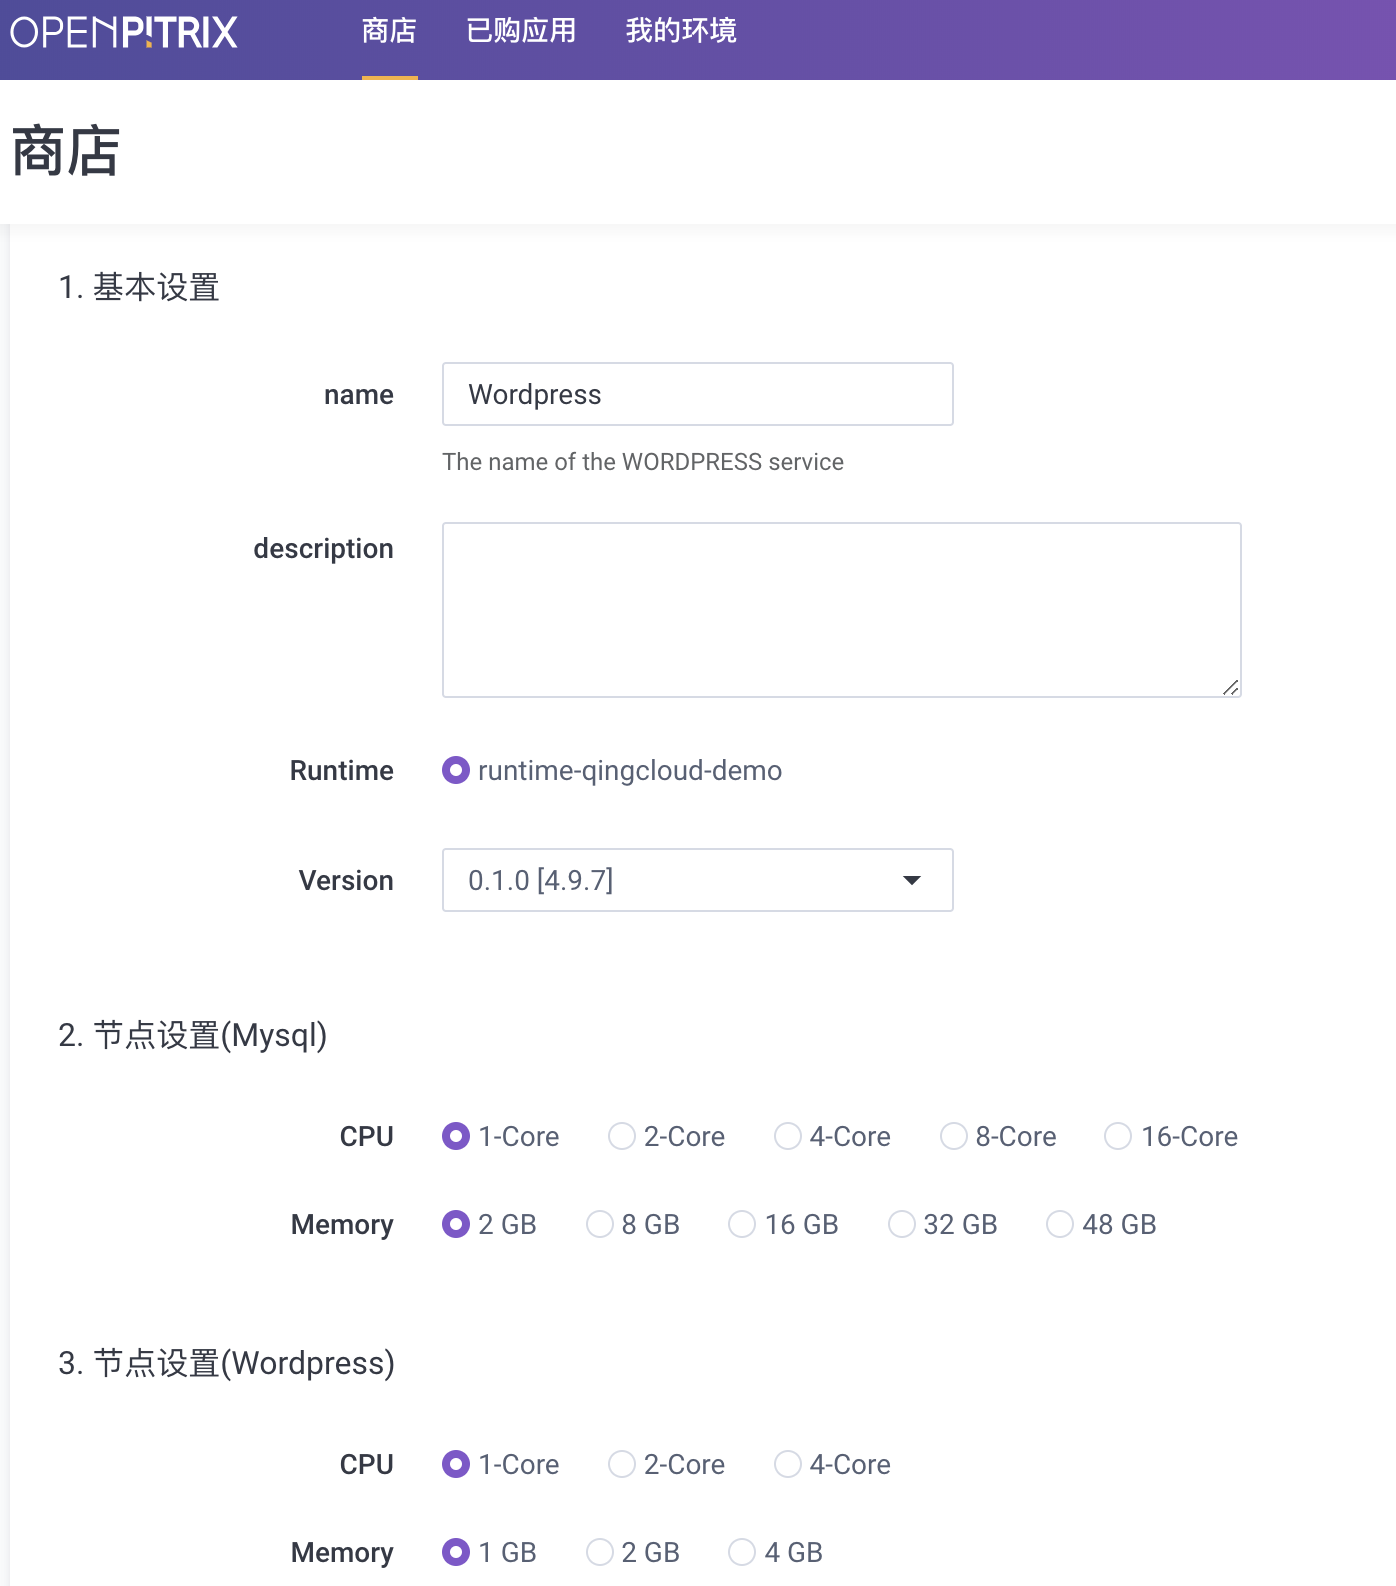 OPENPITRIX 商店 已购应用 我的环境
商店
1. 基本设置
name Wordpress
The name of the WORDPRESS service
description
Runtime runtime-qingcloud-demo
Version 0.1.0 [4.9.7]
2. 节点设置(Mysql)
CPU 1-Core 2-Core 4-Core 8-Core 16-Core
Memory 2 GB 8 GB 16 GB 32 GB 48 GB
3. 节点设置(Wordpress)
CPU 1-Core 2-Core 4-Core
Memory 1 GB 2 GB 4 GB